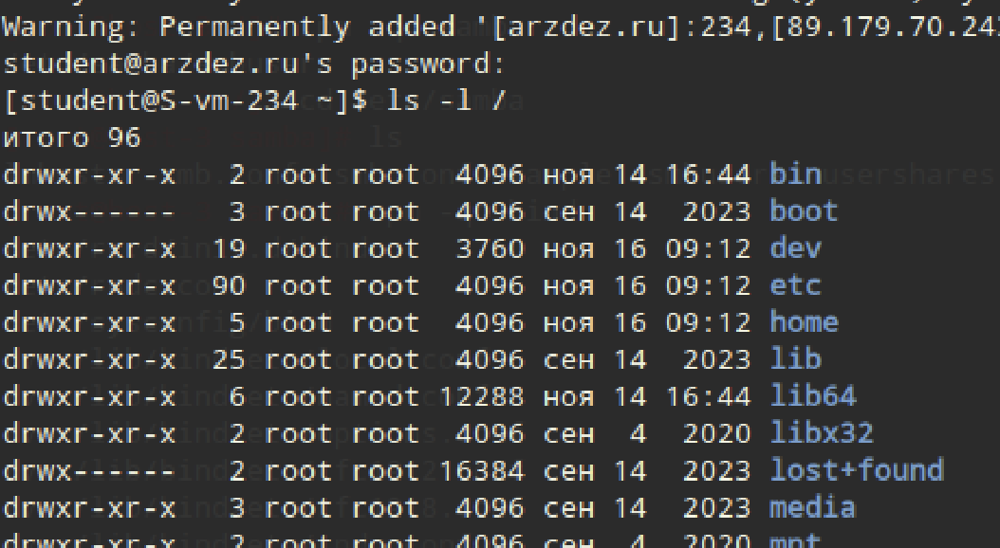 Warning: Permanently added '[arzdez.ru]:234,[89.179.70.24
student@arzdez.ru's password:
[student@S-vm-234 ~]$ ls -l /
итого 96
drwxr-xr-x 2 root root 4096 ноя 14 16:44 bin
drwx------ 3 root root 4096 сен 14 2023 boot
drwxr-xr-x 19 root root 3760 ноя 16 09:12 dev
drwxr-xr-x 90 root root 4096 ноя 16 09:12 etc
drwxr-xr-x 5 root root 4096 ноя 16 09:12 home
drwxr-xr-x 25 root root 4096 сен 14 2023 lib
drwxr-xr-x 6 root root 12288 ноя 14 16:44 lib64
drwxr-xr-x 2 root root 4096 сен 4 2020 libx32
drwx------ 2 root root 16384 сен 14 2023 lost+found
drwxr-xr-x 3 root root 4096 сен 14 2023 media
drwxr-xr-x 2 root root 4096 сен 4 2020 mnt